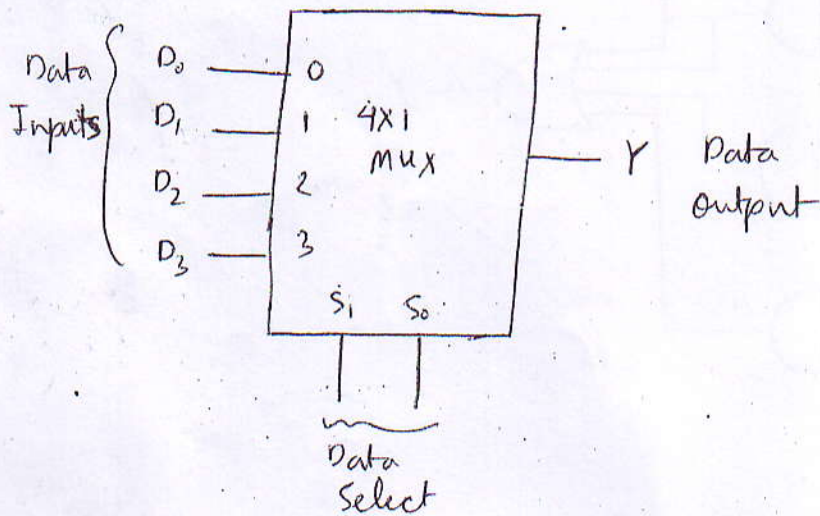 Data
Inputs
D₀
D₁
D₂
D₃
0
1
2
3
4X1
MUX
S₁ S₀
Y
Data
Output
Data
Select